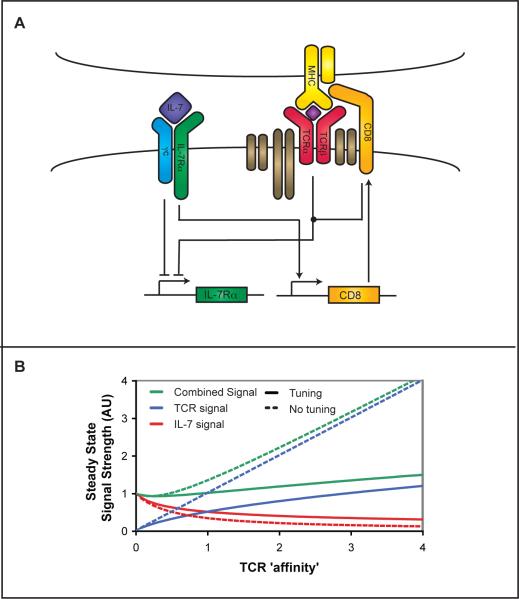 A
MHC
IL-7
CD8
γc
IL-7Rα
TCRα
TCRβ
IL-7Rα
CD8
B
4
3
2
1
0
Steady State
Signal Strength (AU)
Combined Signal
TCR signal
IL-7 signal
Tuning
No tuning
0
1
2
3
4
TCR 'affinity'